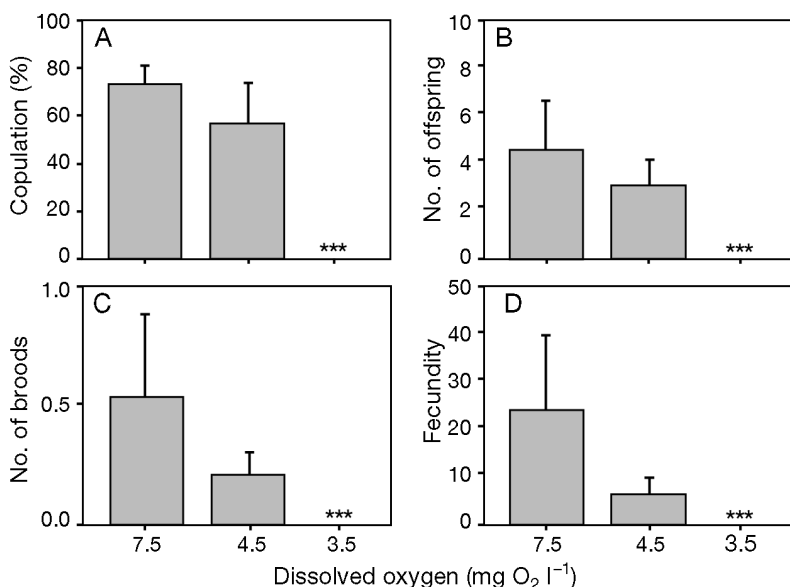 A
Copulation (%)
100
80
60
40
20
0
***
B
No. of offspring
10
8
6
4
2
0
***
C
No. of broods
1.0
0.5
0.0
***
7.5 4.5 3.5
D
Fecundity
50
40
30
20
10
0
***
7.5 4.5 3.5
Dissolved oxygen (mg O₂ l⁻¹)